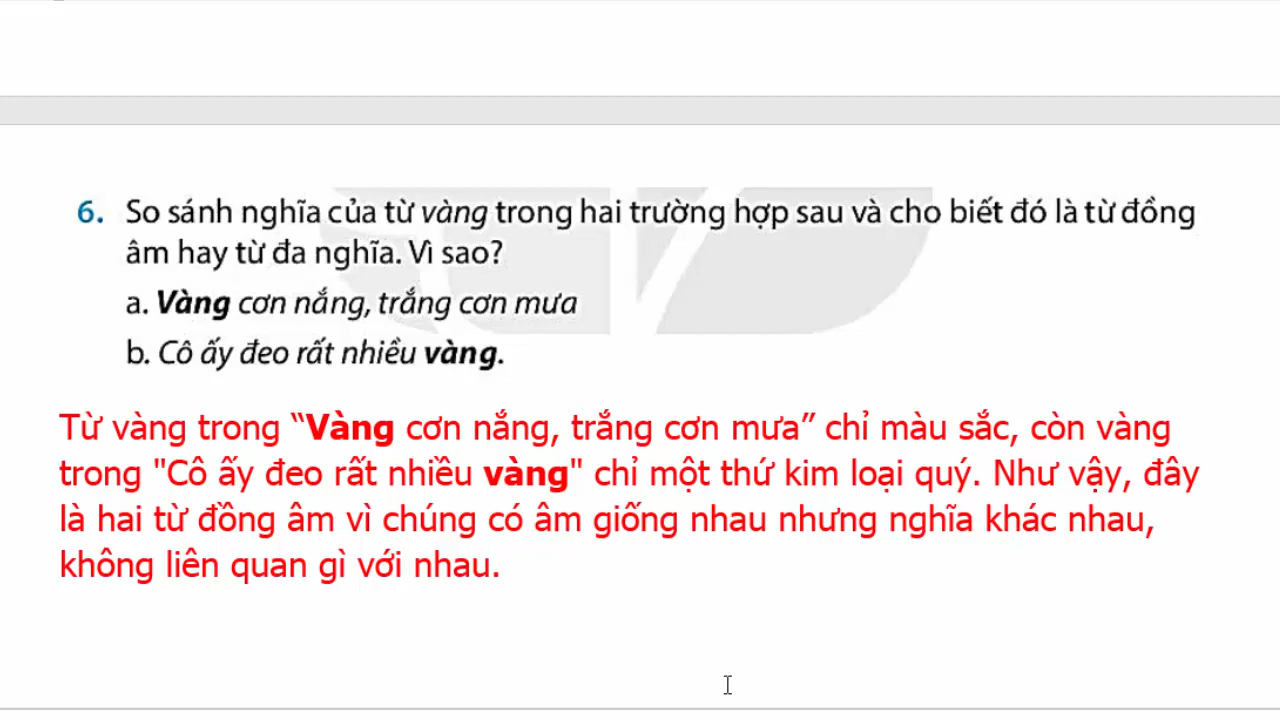 6. So sánh nghĩa của từ vàng trong hai trường hợp sau và cho biết đó là từ đồng
âm hay từ đa nghĩa. Vì sao?
a. Vàng cơn nắng, trắng cơn mưa
b. Cô ấy đeo rất nhiều vàng.
Từ vàng trong “Vàng cơn nắng, trắng cơn mưa” chỉ màu sắc, còn vàng
trong "Cô ấy đeo rất nhiều vàng" chỉ một thứ kim loại quý. Như vậy, đây
là hai từ đồng âm vì chúng có âm giống nhau nhưng nghĩa khác nhau,
không liên quan gì với nhau.